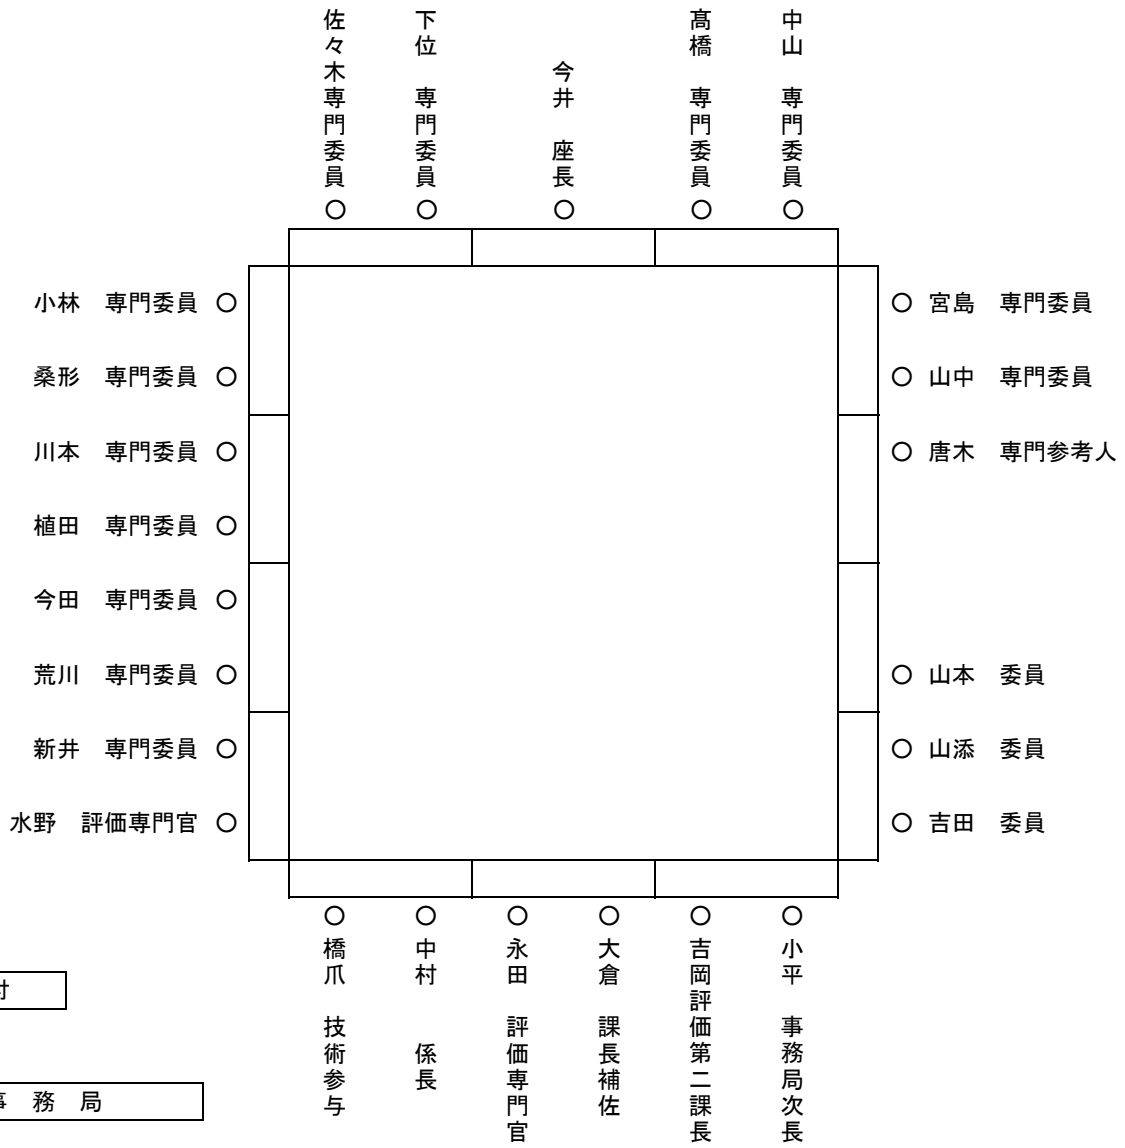 佐々木専門委員
下位 専門委員
今井 座長
髙橋 専門委員
中山 専門委員
小林 専門委員
桑形 専門委員
川本 専門委員
植田 専門委員
今田 専門委員
荒川 専門委員
新井 専門委員
水野 評価専門官
宮島 専門委員
山中 専門委員
唐木 専門参考人
山本 委員
山添 委員
吉田 委員
橋爪 技術参与
中村 係長
永田 評価専門官
大倉 課長補佐
吉岡評価第二課長
小平 事務局次長
付
事 務 局